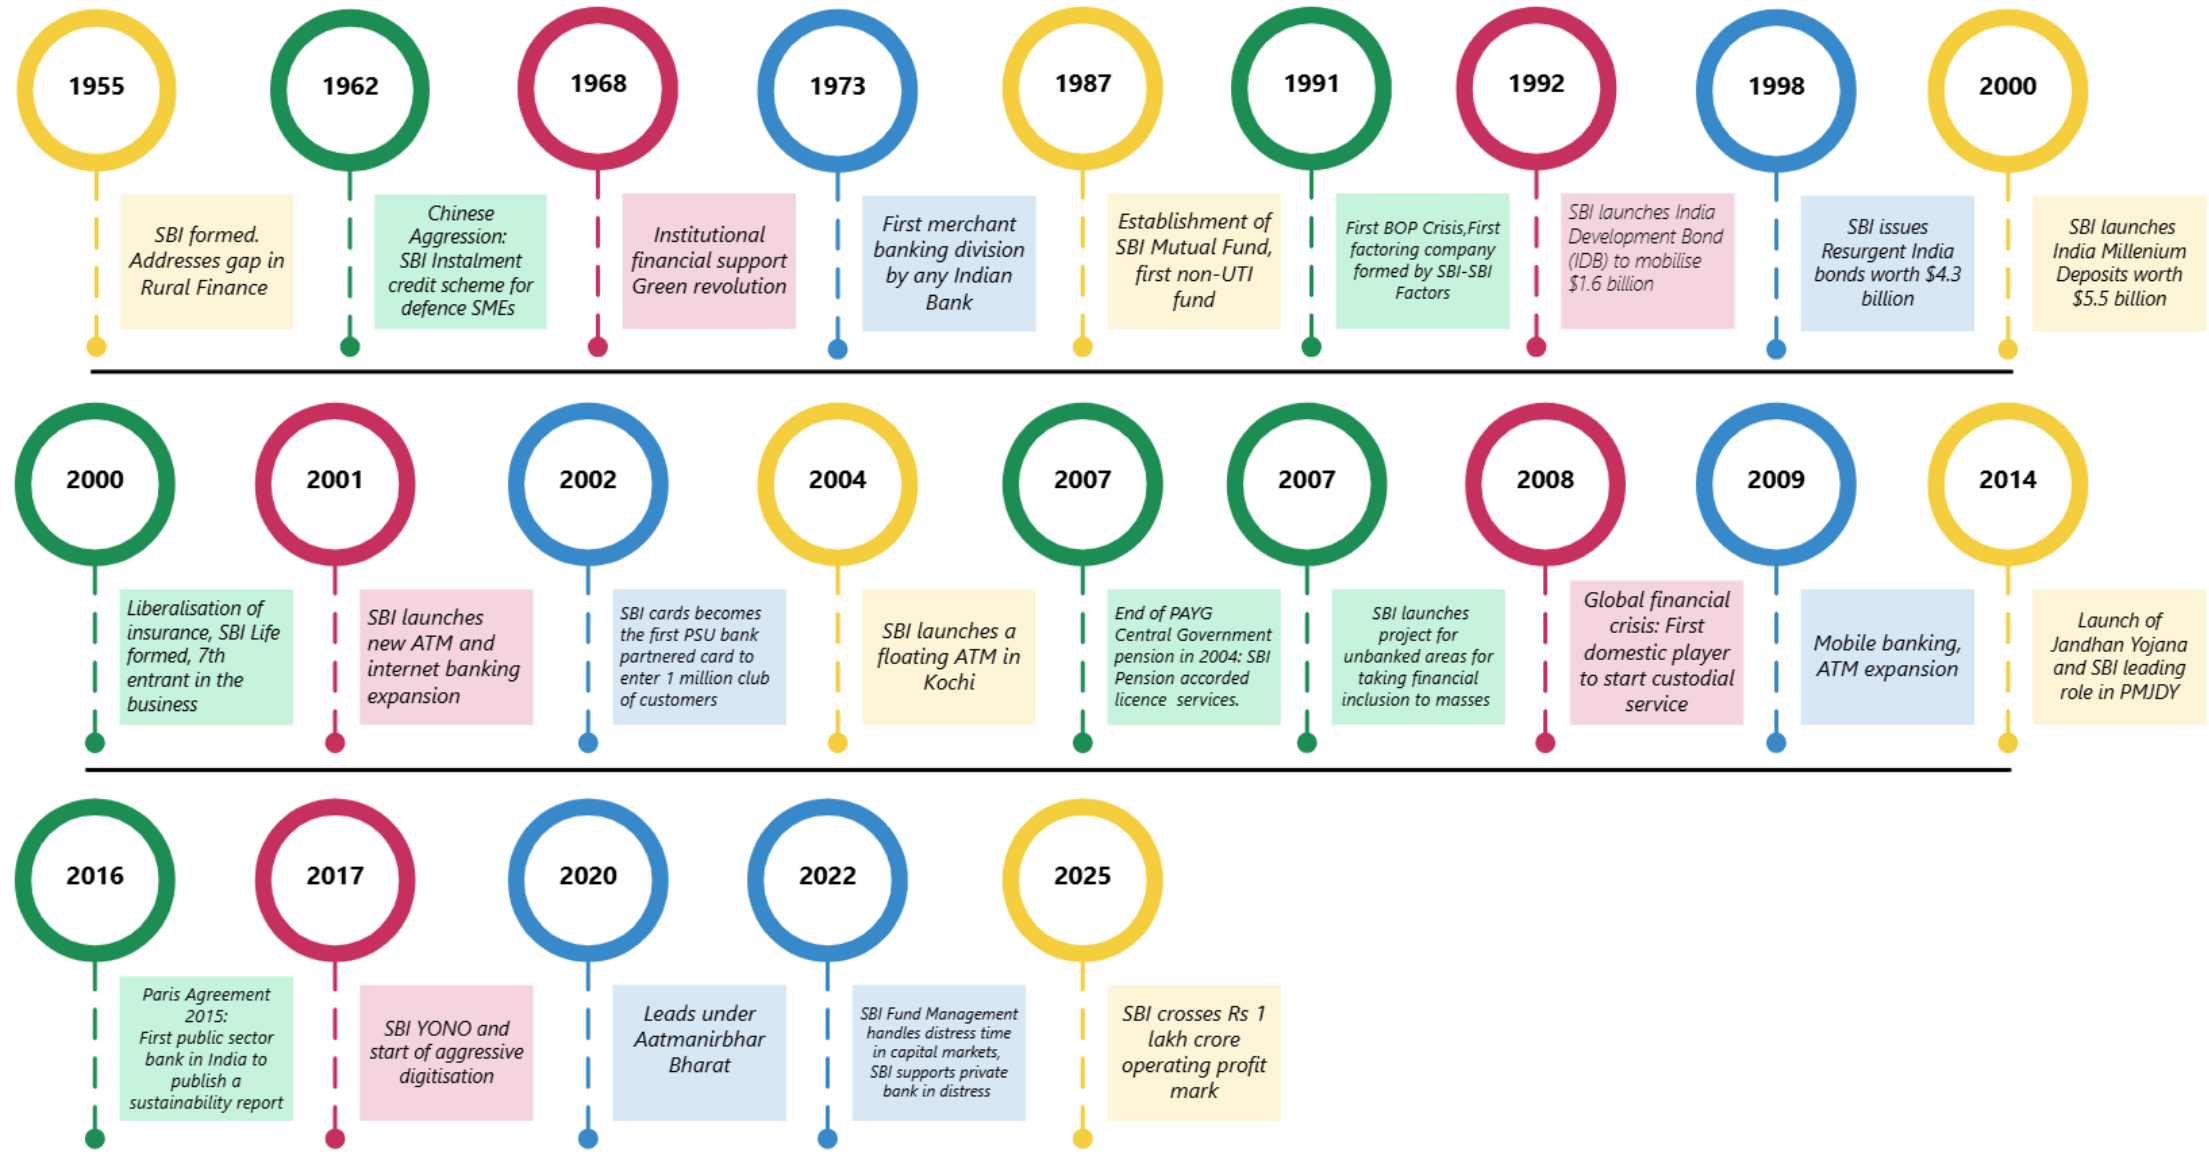 1955
1962
1968
1973
1987
1991
1992
1998
2000
SBI formed.
Addresses gap in
Rural Finance
Chinese
Aggression:
SBI Instalment
credit scheme for
defence SMEs
Institutional
financial support
Green revolution
First merchant
banking division
by any Indian
Bank
Establishment of
SBI Mutual Fund,
first non-UTI
fund
First BOP Crisis,First
factoring company
formed by SBI-SBI
Factors
SBI launches India
Development Bond
(IDB) to mobilise
$1.6 billion
SBI issues
Resurgent India
bonds worth $4.3
billion
SBI launches
India Millenium
Deposits worth
$5.5 billion
2000
2001
2002
2004
2007
2007
2008
2009
2014
Liberalisation of
insurance, SBI Life
formed, 7th
entrant in the
business
SBI launches
new ATM and
internet banking
expansion
SBI cards becomes
the first PSU bank
partnered card to
enter 1 million club
of customers
SBI launches a
floating ATM in
Kochi
End of PAYG
Central Government
pension in 2004: SBI
Pension accorded
licence services.
SBI launches
project for
unbanked areas for
taking financial
inclusion to masses
Global financial
crisis: First
domestic player
to start custodial
service
Mobile banking,
ATM expansion
Launch of
Jandhan Yojana
and SBI leading
role in PMJDY
2016
2017
2020
2022
2025
Paris Agreement
2015:
First public sector
bank in India to
publish a
sustainability report
SBI YONO and
start of aggressive
digitisation
Leads under
Aatmanirbhar
Bharat
SBI Fund Management
handles distress time
in capital markets,
SBI supports private
bank in distress
SBI crosses Rs 1
lakh crore
operating profit
mark